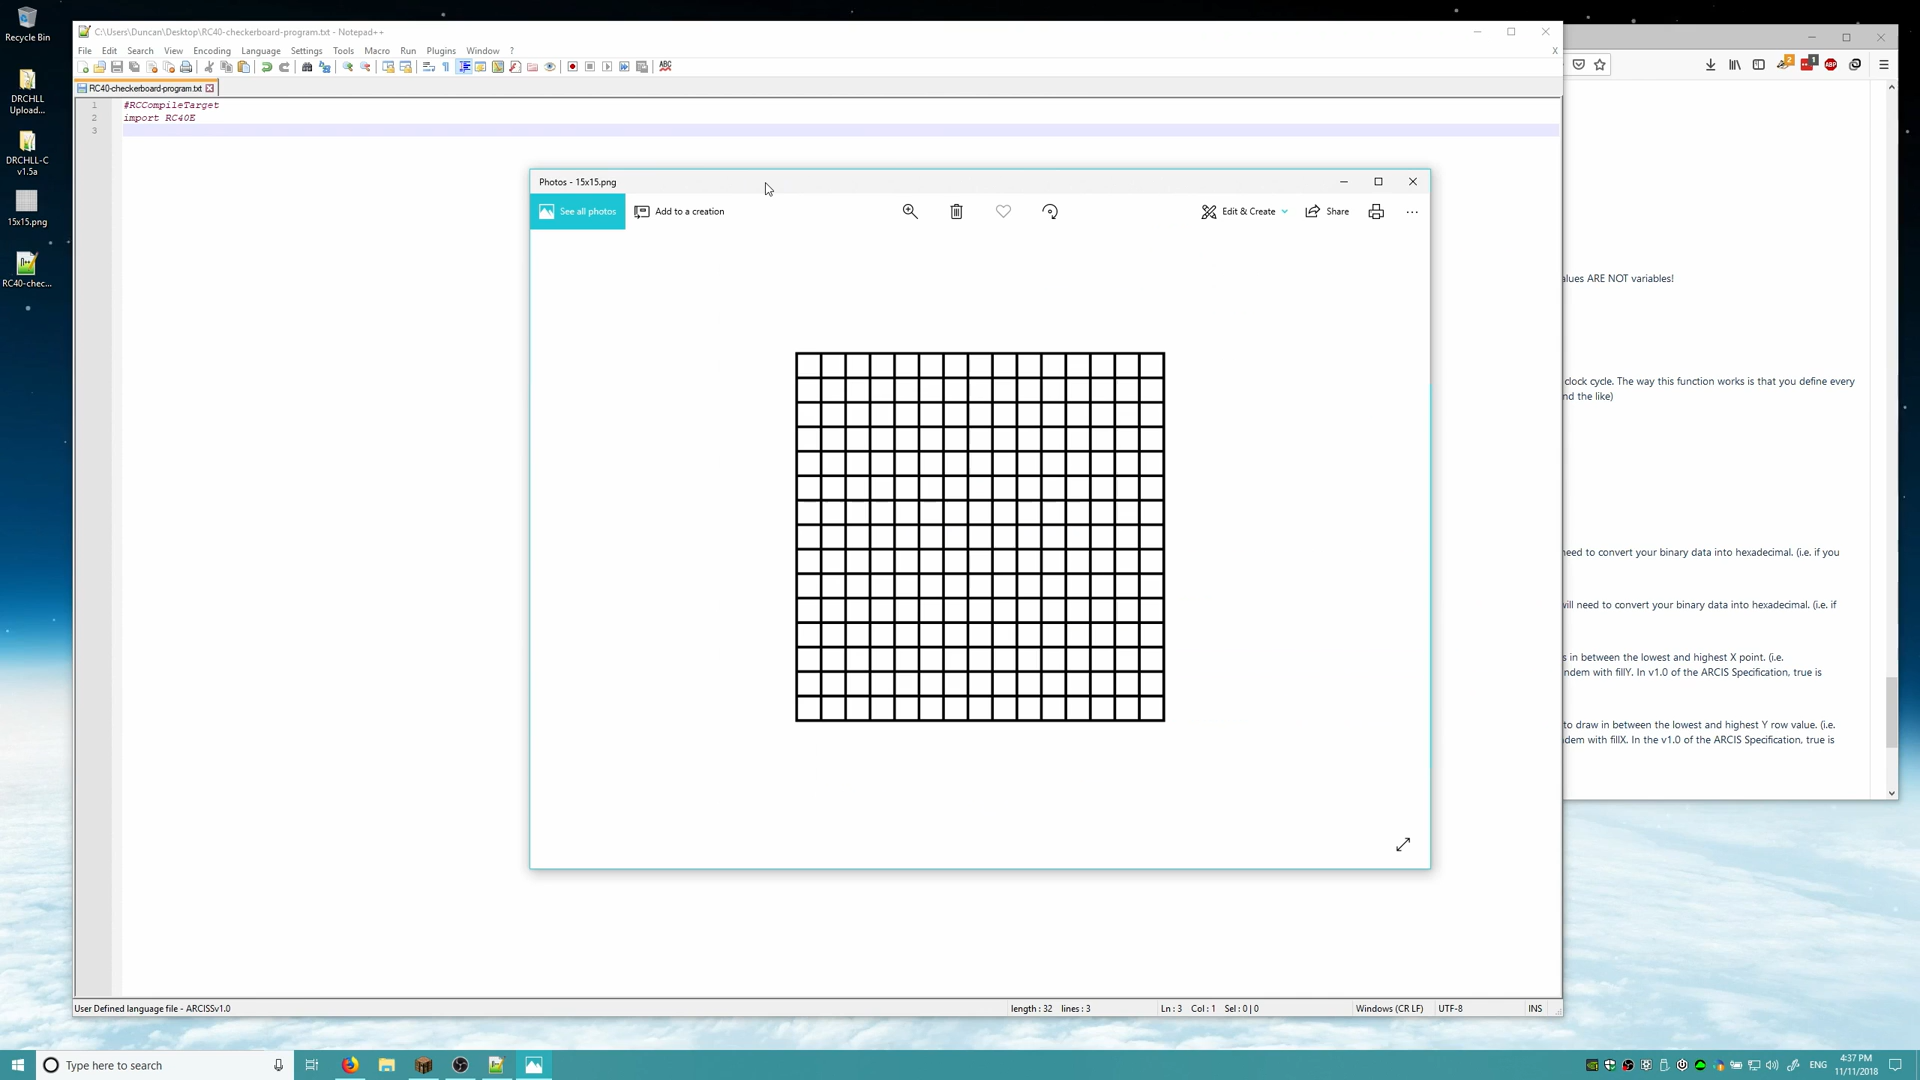 Recycle Bin
DRCHLL
Upload...
DRCHLL-C
v1.5a
15x15.png
RC40-chec...
C:\Users\Duncan\Desktop\RC40-checkerboard-program.txt - Notepad++
File Edit Search View Encoding Language Settings Tools Macro Run Plugins Window ?
X
RC40-checkerboard-program.txt
1 #RCCompileTarget
2 import RC40E
3
Photos - 15x15.png
See all photos Add to a creation Edit & Create Share
alues ARE NOT variables!
clock cycle. The way this function works is that you define every
nd the like)
need to convert your binary data into hexadecimal. (i.e. if you
will need to convert your binary data into hexadecimal. (i.e. if
s in between the lowest and highest X point. (i.e.
ndem with fillY. In v1.0 of the ARCIS Specification, true is
to draw in between the lowest and highest Y row value. (i.e.
dem with fillX. In the v1.0 of the ARCIS Specification, true is
User Defined language file - ARCISSv1.0 length : 32 lines : 3 Ln : 3 Col : 1 Sel : 0 | 0 Windows (CR LF) UTF-8 INS
Type here to search
ENG
4:37 PM
11/11/2018